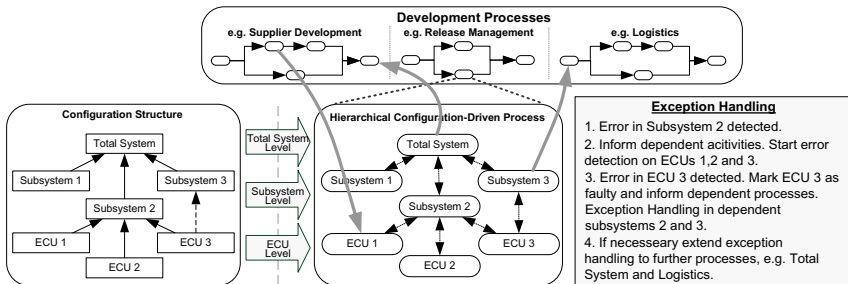 Development Processes
e.g. Supplier Development
e.g. Release Management
e.g. Logistics
Configuration Structure
Total System
Subsystem 1
Subsystem 3
Subsystem 2
ECU 1
ECU 3
ECU 2
Total System
Level
Subsystem
Level
ECU
Level
Hierarchical Configuration-Driven Process
Total System
Subsystem 1
Subsystem 3
Subsystem 2
ECU 1
ECU 3
ECU 2
Exception Handling
1. Error in Subsystem 2 detected.
2. Inform dependent acitivities. Start error
detection on ECUs 1,2 and 3.
3. Error in ECU 3 detected. Mark ECU 3 as
faulty and inform dependent processes.
Exception Handling in dependent
subsystems 2 and 3.
4. If necesseary extend exception
handling to further processes, e.g. Total
System and Logistics.